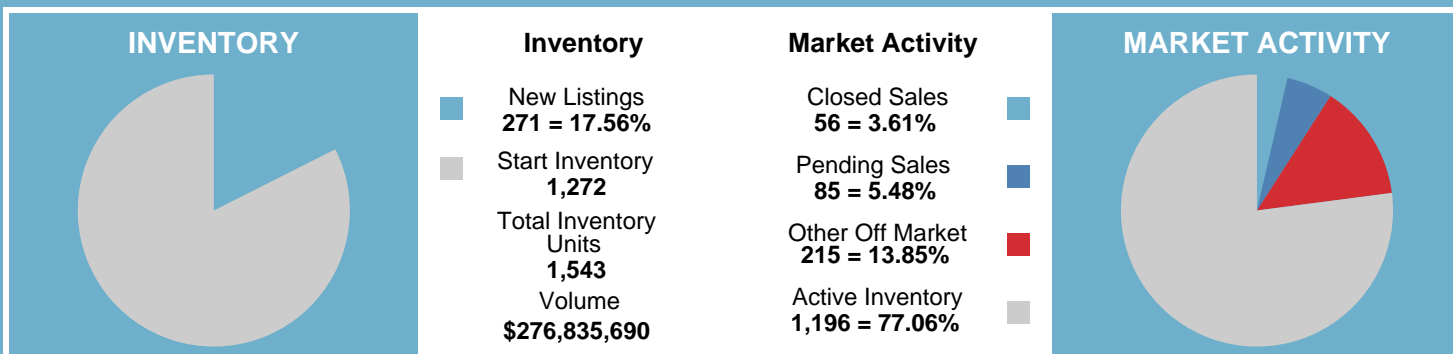 INVENTORY
Inventory
New Listings
271 = 17.56%
Start Inventory
1,272
Total Inventory
Units
1,543
Volume
$276,835,690
Market Activity
Closed Sales
56 = 3.61%
Pending Sales
85 = 5.48%
Other Off Market
215 = 13.85%
Active Inventory
1,196 = 77.06%
MARKET ACTIVITY